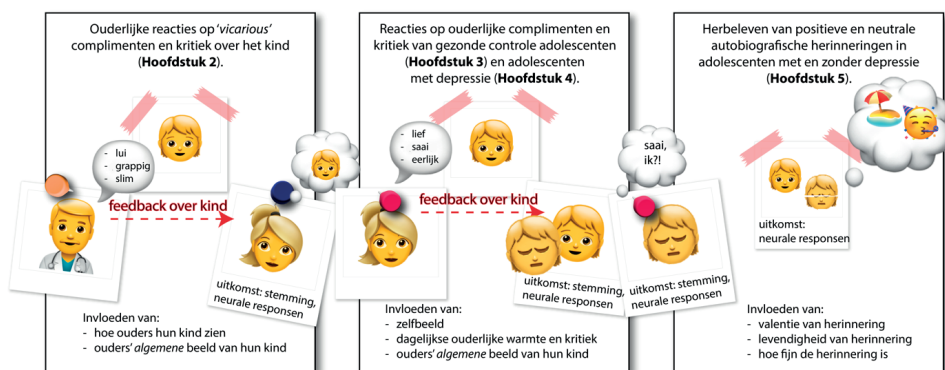 Ouderlijke reacties op 'vicarious'
complimenten en kritiek over het kind
(Hoofdstuk 2).
- lui
- grappig
- slim
feedback over kind
uitkomst: stemming,
neurale responsen
Invloeden van:
- hoe ouders hun kind zien
- ouders' algemene beeld van hun kind
Reacties op ouderlijke complimenten en
kritiek van gezonde controle adolescenten
(Hoofdstuk 3) en adolescenten
met depressie (Hoofdstuk 4).
- lief
- saai
- eerlijk
feedback over kind
saai,
ik?!
uitkomst: stemming,
neurale responsen
uitkomst: stemming,
neurale responsen
Invloeden van:
- zelfbeeld
- dagelijkse ouderlijke warmte en kritiek
- ouders' algemene beeld van hun kind
Herbeleven van positieve en neutrale
autobiografische herinneringen in
adolescenten met en zonder depressie
(Hoofdstuk 5).
uitkomst:
neurale responsen
Invloeden van:
- valentie van herinnering
- levendigheid van herinnering
- hoe fijn de herinnering is